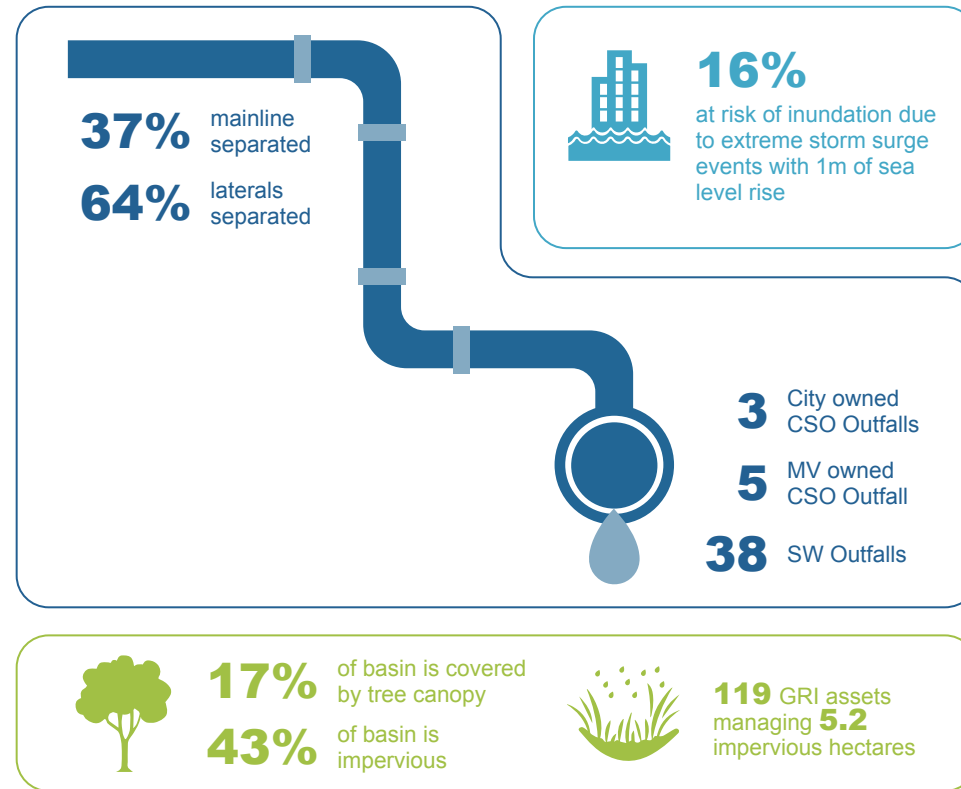 37% mainline
separated
64% laterals
separated
16%
at risk of inundation due
to extreme storm surge
events with 1m of sea
level rise
3 City owned
CSO Outfalls
5 MV owned
CSO Outfall
38 SW Outfalls
17% of basin is covered
by tree canopy
43% of basin is
impervious
119 GRI assets
managing 5.2
impervious hectares